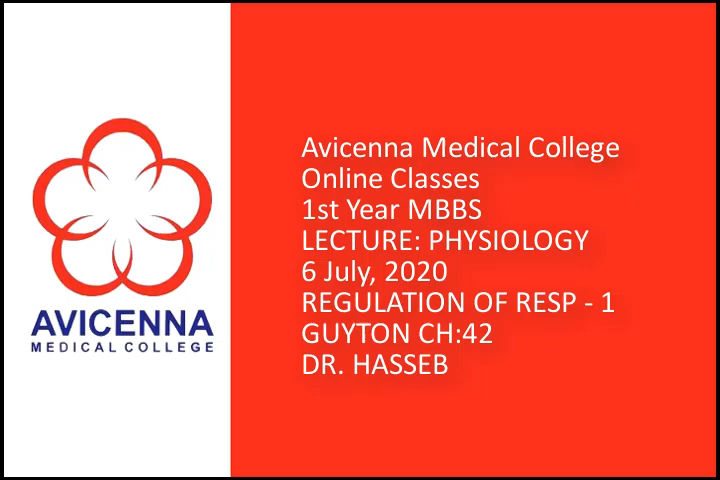 AVICENNA
MEDICAL COLLEGE
Avicenna Medical College
Online Classes
1st Year MBBS
LECTURE: PHYSIOLOGY
6 July, 2020
REGULATION OF RESP - 1
GUYTON CH:42
DR. HASSEB